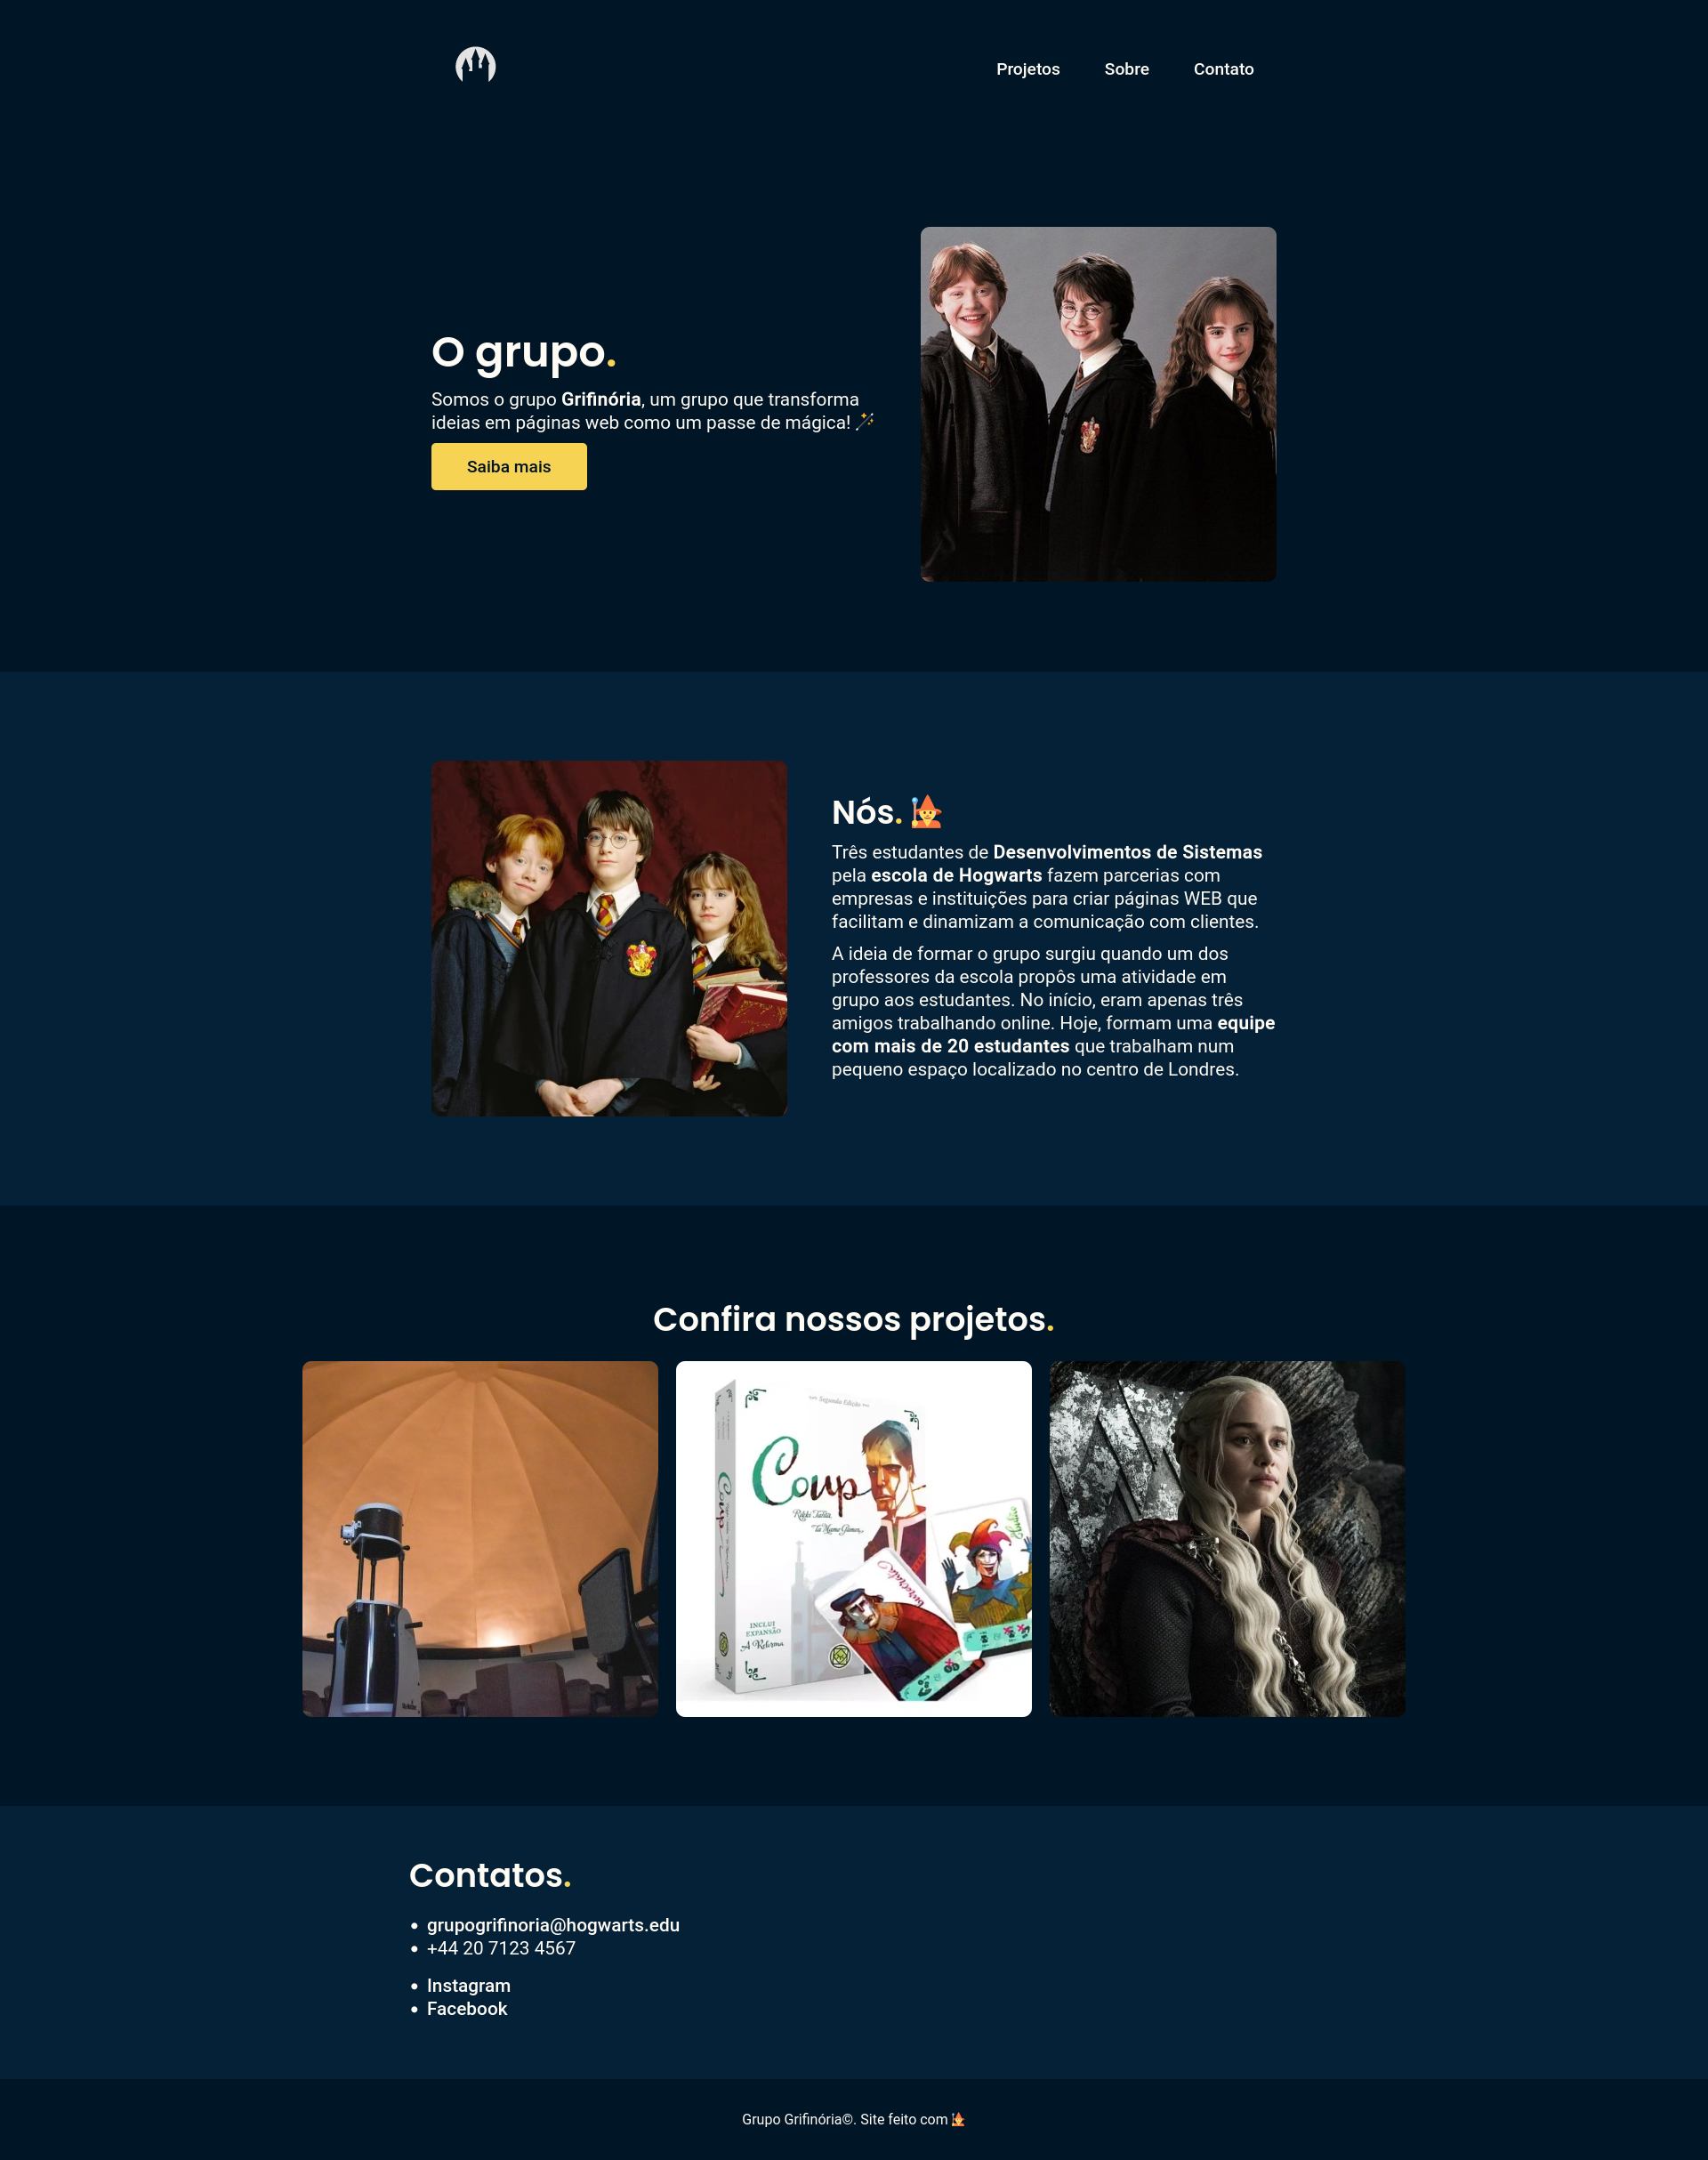 Projetos Sobre Contato
O grupo.
Somos o grupo Grifinória, um grupo que transforma
ideias em páginas web como um passe de mágica! 🪄
Saiba mais
Nós. 🧙
Três estudantes de Desenvolvimentos de Sistemas
pela escola de Hogwarts fazem parcerias com
empresas e instituições para criar páginas WEB que
facilitam e dinamizam a comunicação com clientes.
A ideia de formar o grupo surgiu quando um dos
professores da escola propôs uma atividade em
grupo aos estudantes. No início, eram apenas três
amigos trabalhando online. Hoje, formam uma equipe
com mais de 20 estudantes que trabalham num
pequeno espaço localizado no centro de Londres.
Confira nossos projetos.
Segunda Edição
Coup
Coup
Rikki Tahta
INCLUI
EXPANSÃO
A Reforma
Burocrata
Contatos.
• grupogrifinoria@hogwarts.edu
• +44 20 7123 4567
• Instagram
• Facebook
Grupo Grifinória©. Site feito com 🧙